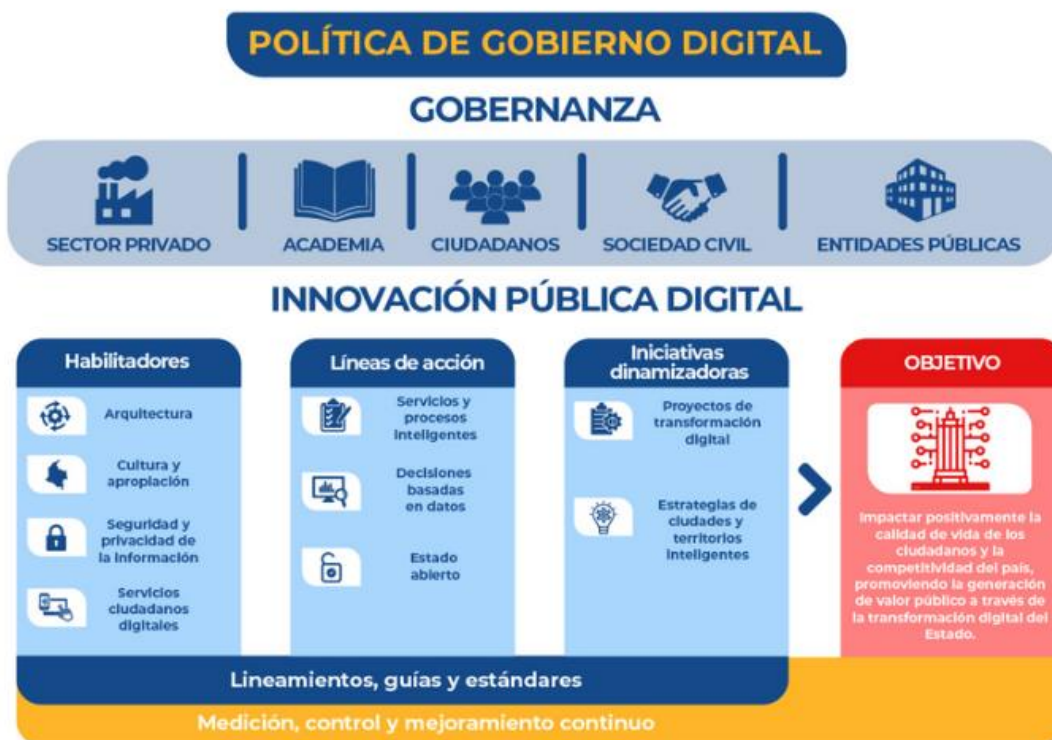 POLÍTICA DE GOBIERNO DIGITAL
GOBERNANZA
SECTOR PRIVADO
ACADEMIA
CIUDADANOS
SOCIEDAD CIVIL
ENTIDADES PÚBLICAS
INNOVACIÓN PÚBLICA DIGITAL
Habilitadores
Arquitectura
Cultura y
apropiación
Seguridad y
privacidad de
la información
Servicios
ciudadanos
digitales
Líneas de acción
Servicios y
procesos
inteligentes
Decisiones
basadas
en datos
Estado
abierto
Iniciativas
dinamizadoras
Proyectos de
transformación
digital
Estrategias de
ciudades y
territorios
inteligentes
OBJETIVO
Impactar positivamente la
calidad de vida de los
ciudadanos y la
competitividad del país,
promoviendo la generación
de valor público a través de
la transformación digital del
Estado.
Lineamientos, guías y estándares
Medición, control y mejoramiento continuo